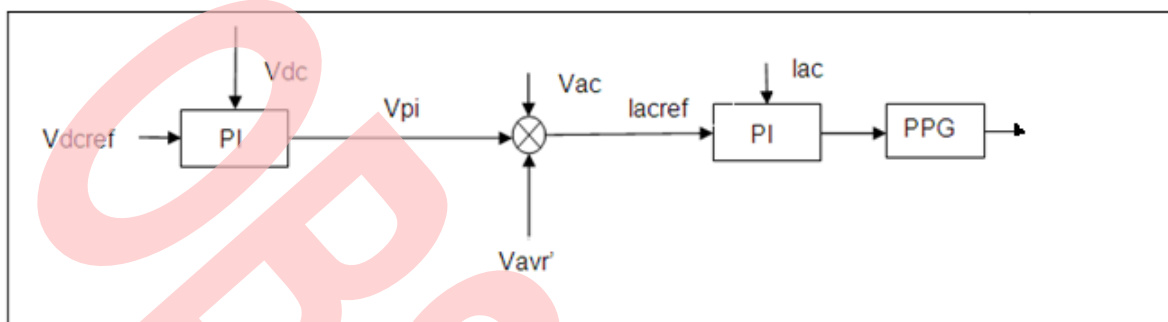 Vdc
Iac
Vac
Vpi
Iacref
Vdcref
PI
PI
PPG
Vavr'